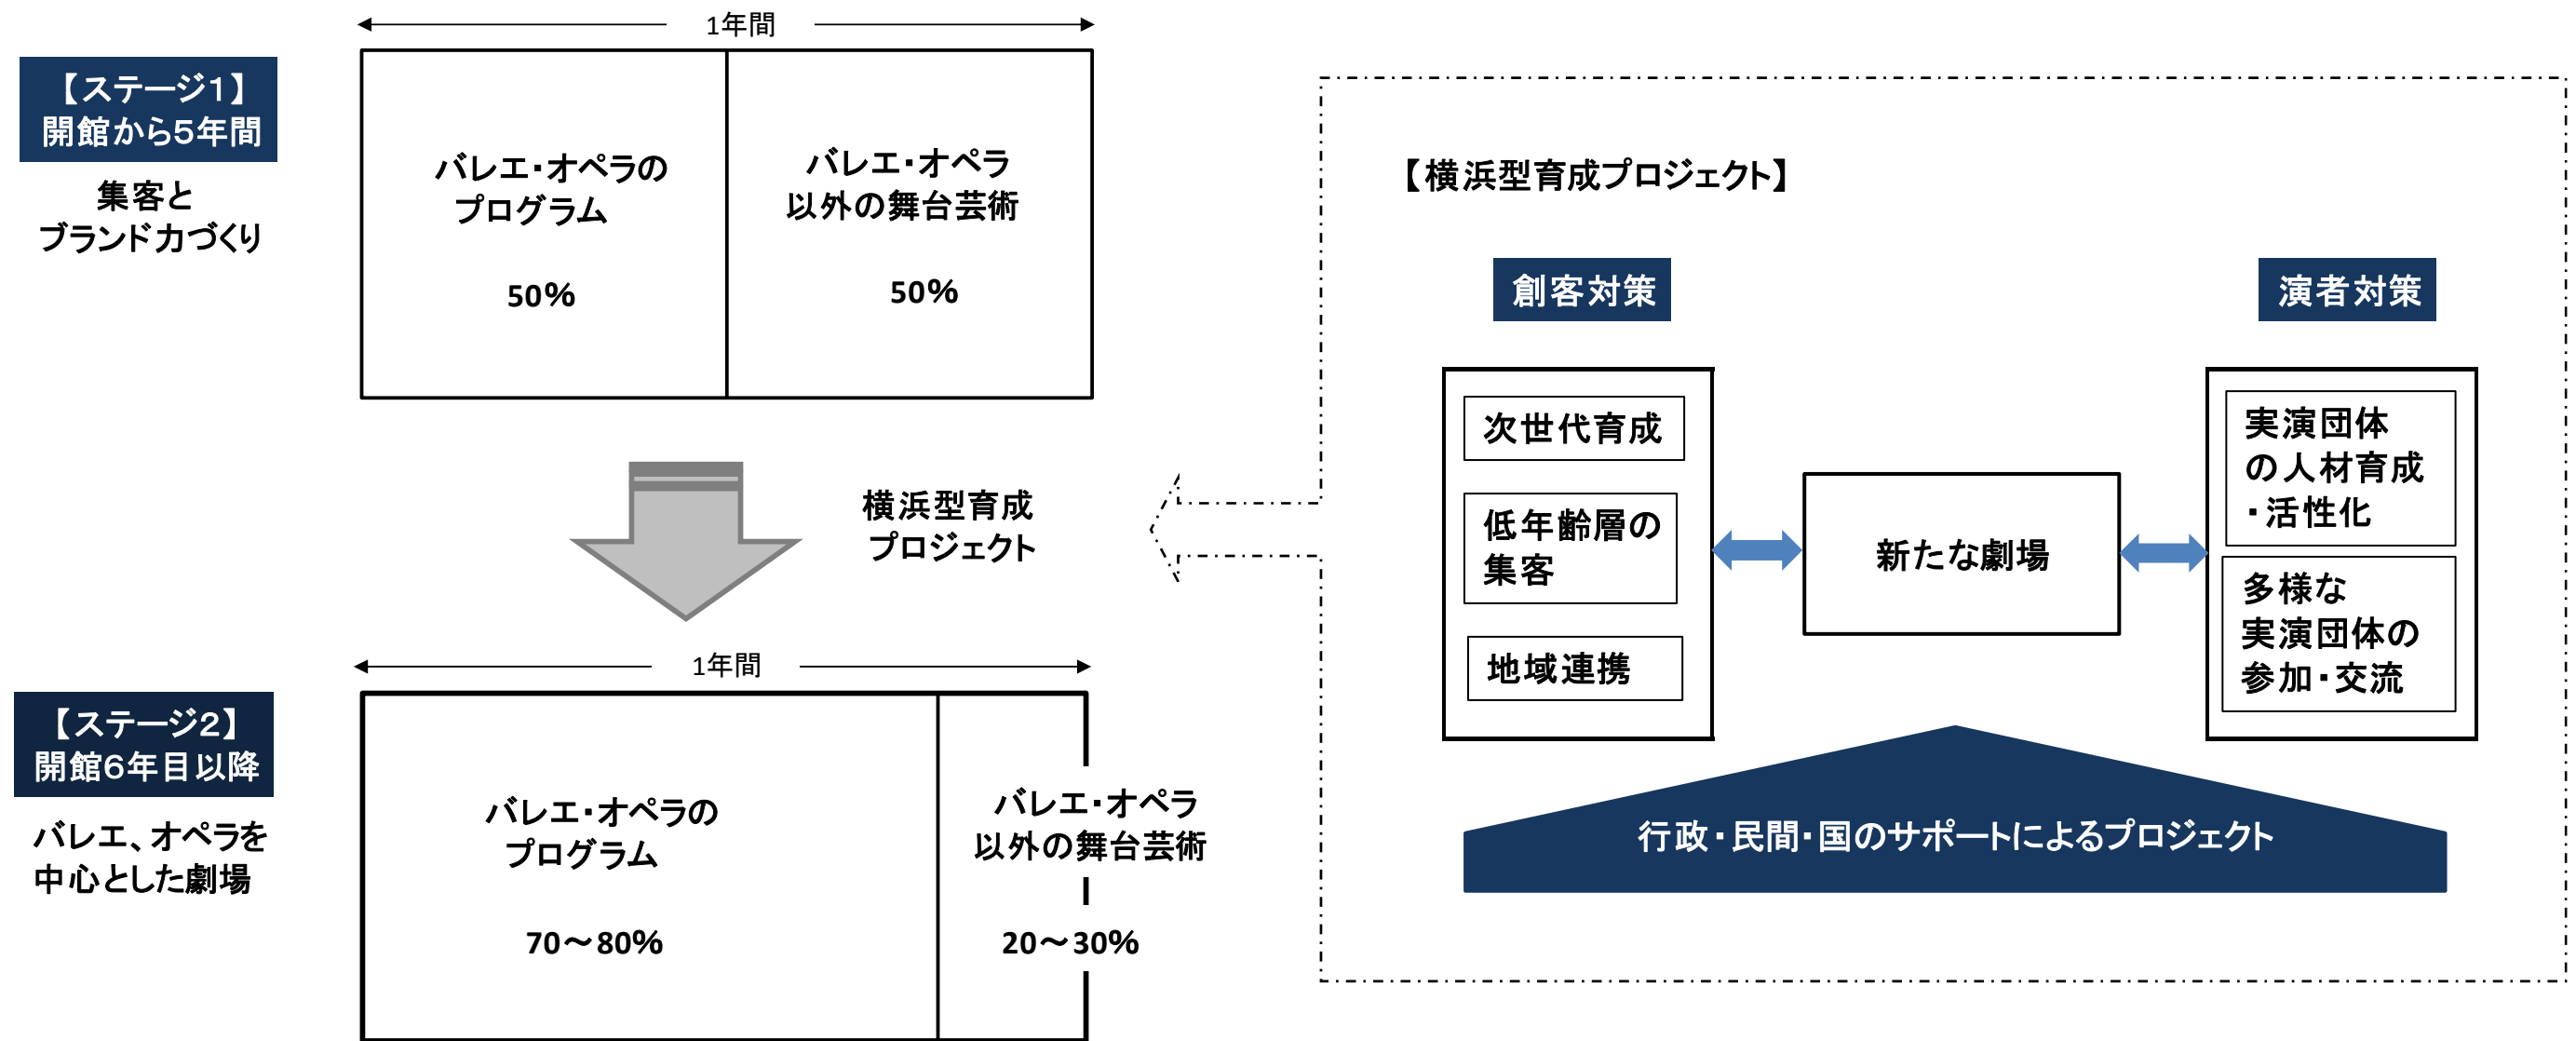 1年間
【ステージ１】
開館から５年間
集客と
ブランド力づくり
バレエ・オペラの
プログラム
50％
バレエ・オペラ
以外の舞台芸術
50％
横浜型育成
プロジェクト
1年間
【ステージ２】
開館６年目以降
バレエ、オペラを
中心とした劇場
バレエ・オペラの
プログラム
70～80％
バレエ・オペラ
以外の舞台芸術
20～30％
【横浜型育成プロジェクト】
創客対策
次世代育成
低年齢層の
集客
地域連携
新たな劇場
演者対策
実演団体
の人材育成
・活性化
多様な
実演団体の
参加・交流
行政・民間・国のサポートによるプロジェクト